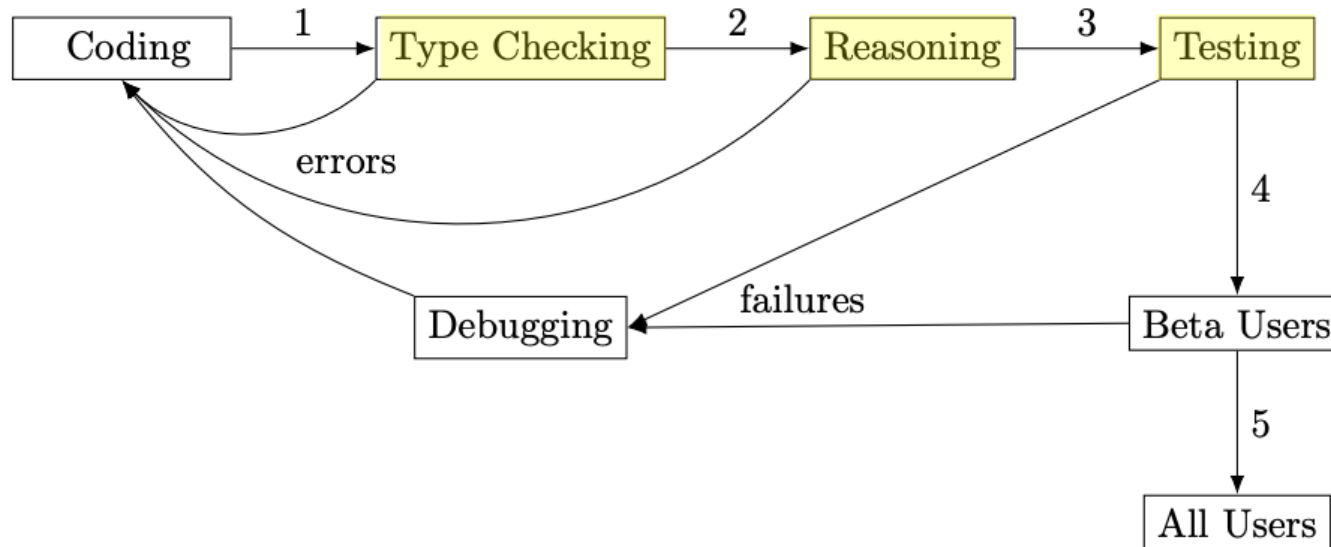 1
2
3
Coding
Type Checking
Reasoning
Testing
errors
4
failures
Debugging
Beta Users
5
All Users